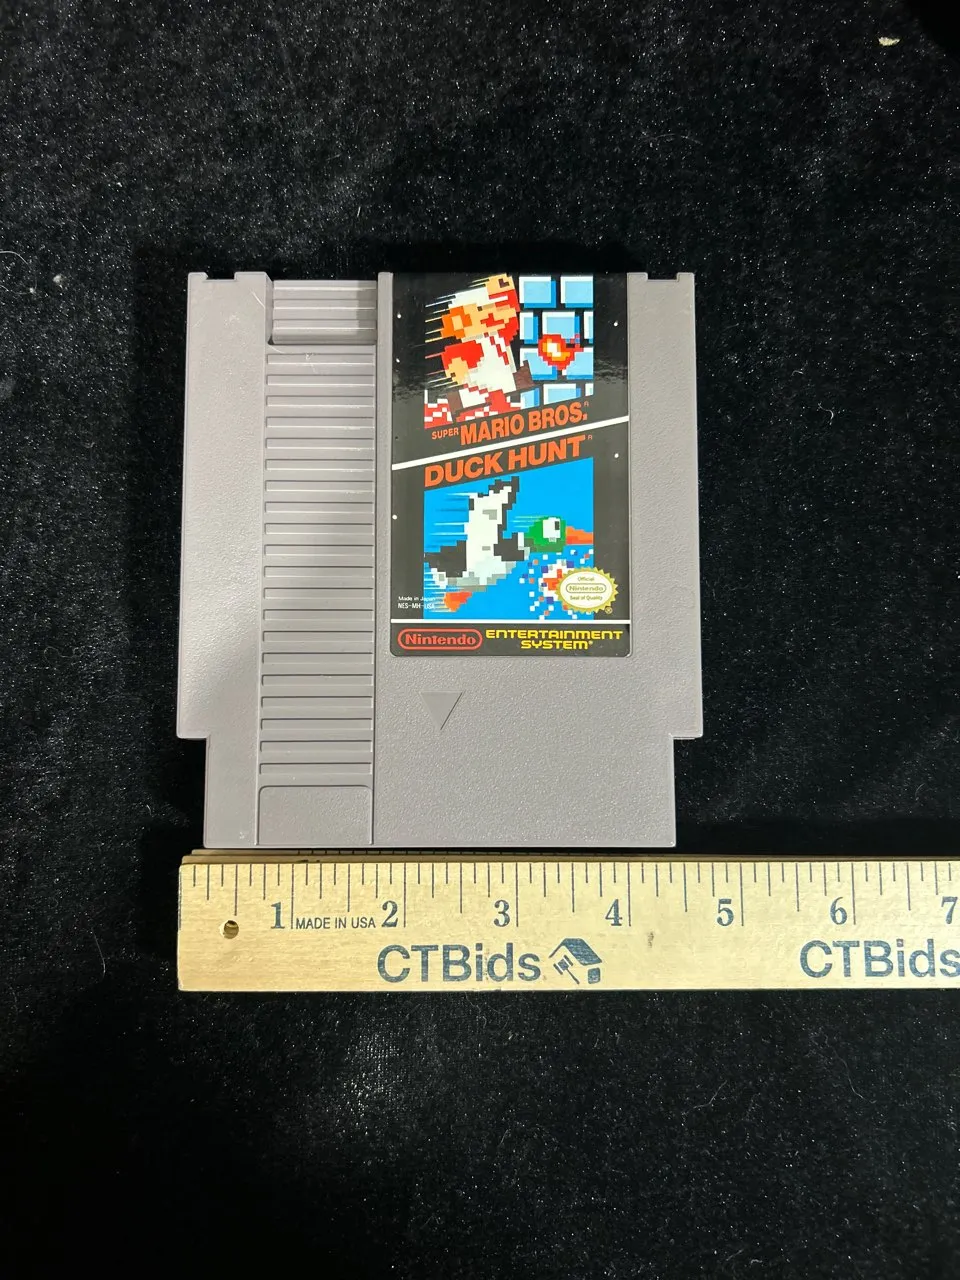 SUPER MARIO BROS.®
DUCK HUNT®
Official
Nintendo
Seal of Quality
®
Made in Japan
NES-MH-USA
Nintendo ENTERTAINMENT
SYSTEM®
1 MADE IN USA 2 3 4 5 6 7
CTBids. CTBids